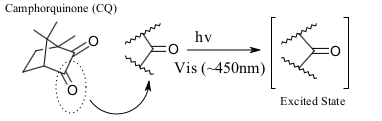 Camphorquinone (CQ)
O
O
O
hν
Vis (~450nm)
O
Excited State